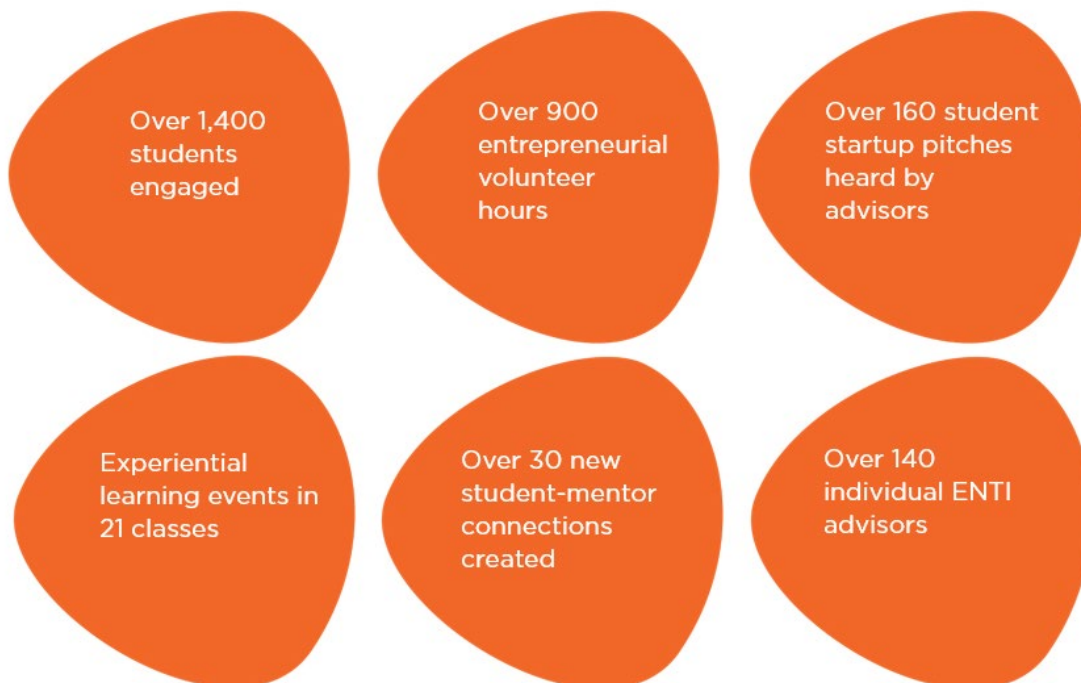 Over 1,400
students
engaged
Over 900
entrepreneurial
volunteer
hours
Over 160 student
startup pitches
heard by
advisors
Experiential
learning events in
21 classes
Over 30 new
student-mentor
connections
created
Over 140
individual ENTI
advisors